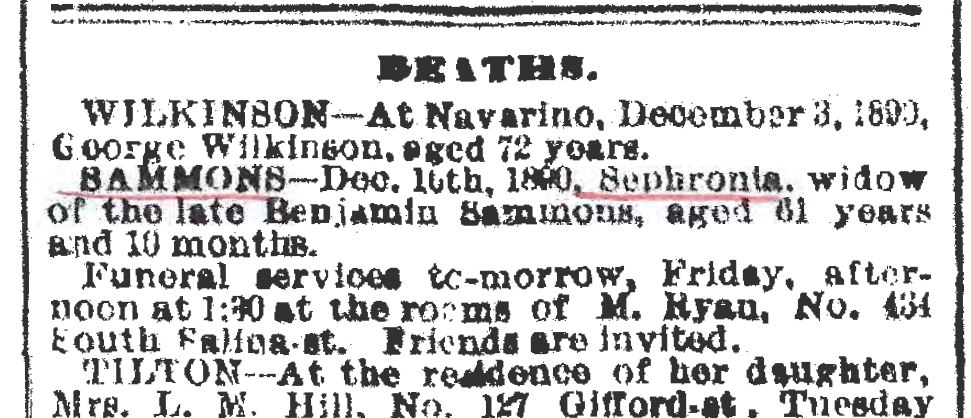 DEATHS.
WILKINSON—At Navarino, December 3, 1890,
George Wilkinson, aged 72 years.
SAMMONS—Dec. 10th, 1890, Sephronia, widow
of the late Benjamin Sammons, aged 61 years
and 10 months.
Funeral services to-morrow, Friday, after-
noon at 1:30 at the rooms of M. Ryan, No. 434
South Salina-st. Friends are invited.
TILTON—At the residence of her daughter,
Mrs. L. M. Hill, No. 127 Gifford-st, Tuesday